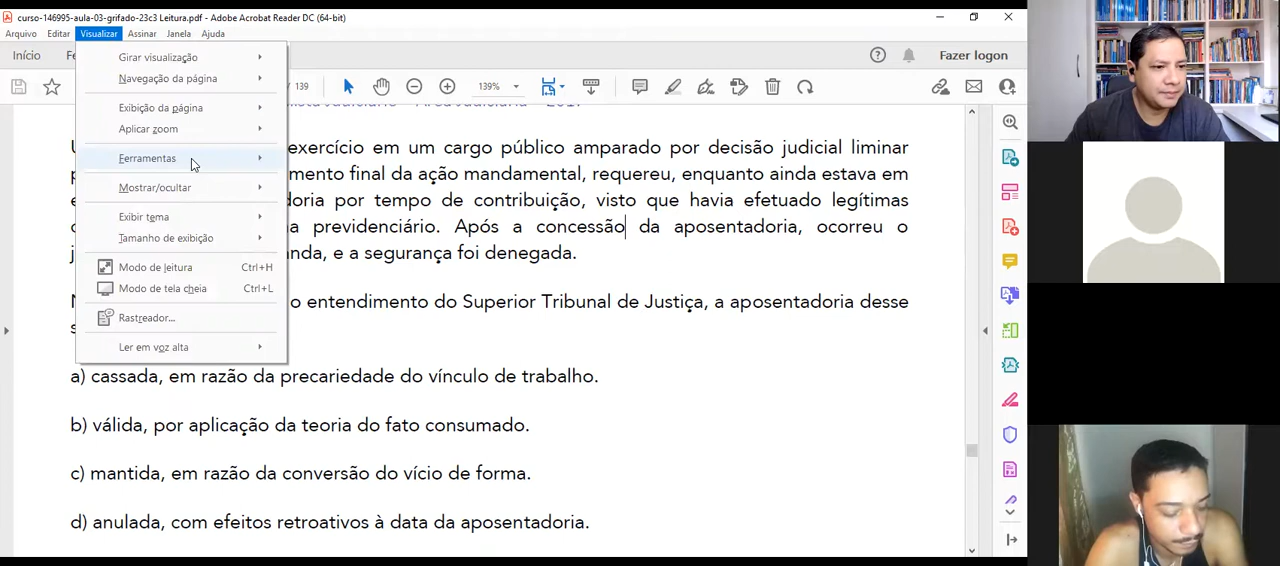 curso-146995-aula-03-grifado-23c3 Leitura.pdf - Adobe Acrobat Reader DC (64-bit)
Arquivo Editar Visualizar Assinar Janela Ajuda
Início Fe Fazer logon
139 139%
Girar visualização
Navegação da página
Exibição da página
Aplicar zoom
Ferramentas
Mostrar/ocultar
Exibir tema
Tamanho de exibição
Modo de leitura Ctrl+H
Modo de tela cheia Ctrl+L
Rastreador...
Ler em voz alta
Judiciário - Área Judiciária
U exercício em um cargo público amparado por decisão judicial liminar
p mento final da ação mandamental, requereu, enquanto ainda estava em
e doria por tempo de contribuição, visto que havia efetuado legítimas
a previdenciário. Após a concessão da aposentadoria, ocorreu o
j nda, e a segurança foi denegada.
N o entendimento do Superior Tribunal de Justiça, a aposentadoria desse
s
a) cassada, em razão da precariedade do vínculo de trabalho.
b) válida, por aplicação da teoria do fato consumado.
c) mantida, em razão da conversão do vício de forma.
d) anulada, com efeitos retroativos à data da aposentadoria.